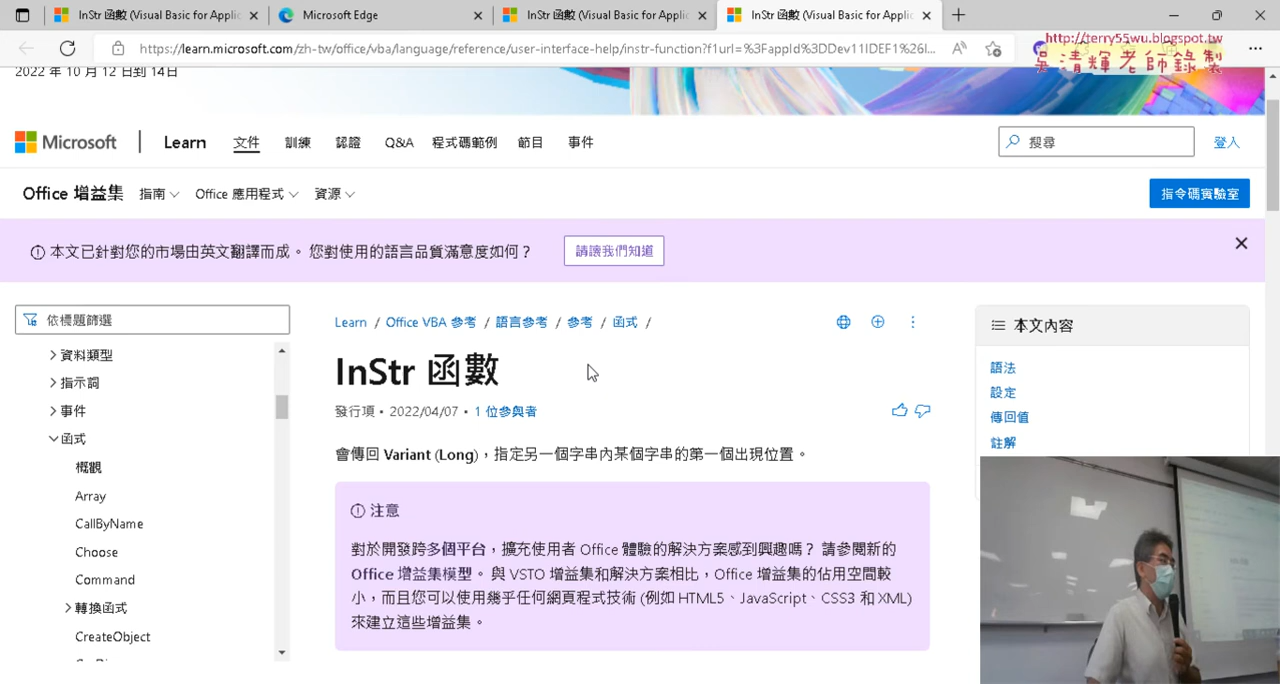 InStr 函數 (Visual Basic for Applic
Microsoft Edge
InStr 函數 (Visual Basic for Applic
InStr 函數 (Visual Basic for Applic
https://learn.microsoft.com/zh-tw/office/vba/language/reference/user-interface-help/instr-function?f1url=%3FappId%3DDev11IDEF1%26l...
http://terry55wu.blogspot.tw
吳清輝老師錄製
2022 年 10 月 12 日到 14日
Microsoft
Learn 文件 訓練 認證 Q&A 程式碼範例 節目 事件
搜尋
登入
Office 增益集 指南 Office 應用程式 資源
指令碼實驗室
本文已針對您的市場由英文翻譯而成。 您對使用的語言品質滿意度如何？
請讓我們知道
依標題篩選
資料類型
指示詞
事件
函式
概觀
Array
CallByName
Choose
Command
轉換函式
CreateObject
Learn / Office VBA 參考 / 語言參考 / 參考 / 函式 /
InStr 函數
發行項 • 2022/04/07 • 1 位參與者
會傳回 Variant (Long)，指定另一個字串內某個字串的第一個出現位置。
注意
對於開發跨多個平台，擴充使用者 Office 體驗的解決方案感到興趣嗎？ 請參閱新的
Office 增益集模型。 與 VSTO 增益集和解決方案相比，Office 增益集的佔用空間較
小，而且您可以使用幾乎任何網頁程式技術 (例如 HTML5、JavaScript、CSS3 和 XML)
來建立這些增益集。
本文內容
語法
設定
傳回值
註解